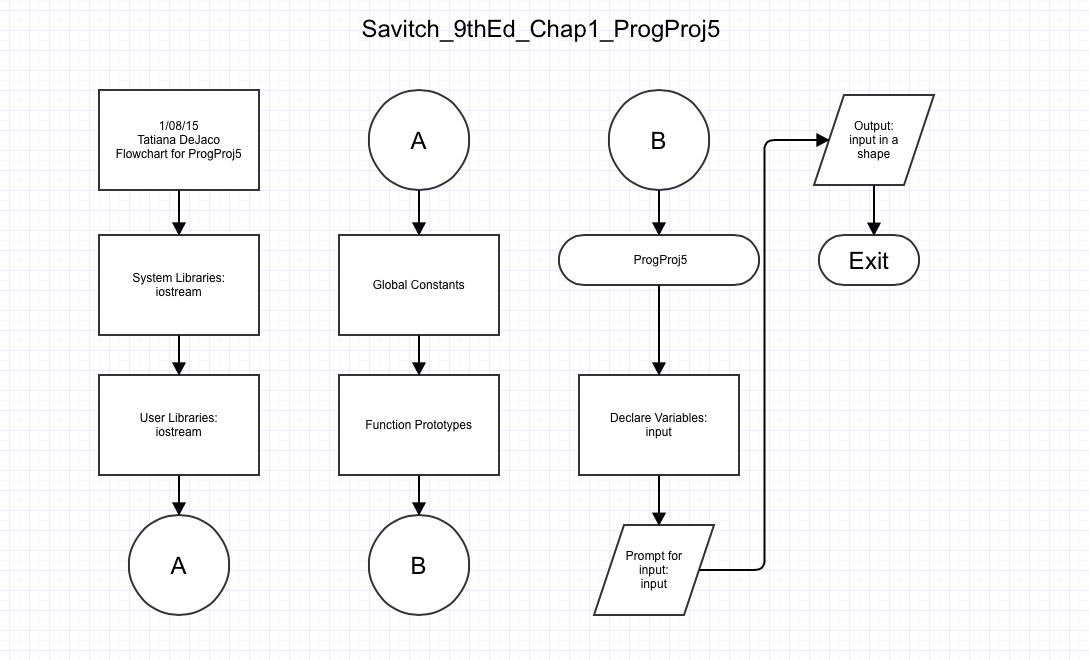 Savitch_9thEd_Chap1_ProgProj5
1/08/15
Tatiana DeJaco
Flowchart for ProgProj5
System Libraries:
iostream
User Libraries:
iostream
A
A
Global Constants
Function Prototypes
B
B
ProgProj5
Declare Variables:
input
Prompt for
input:
input
Output:
input in a
shape
Exit